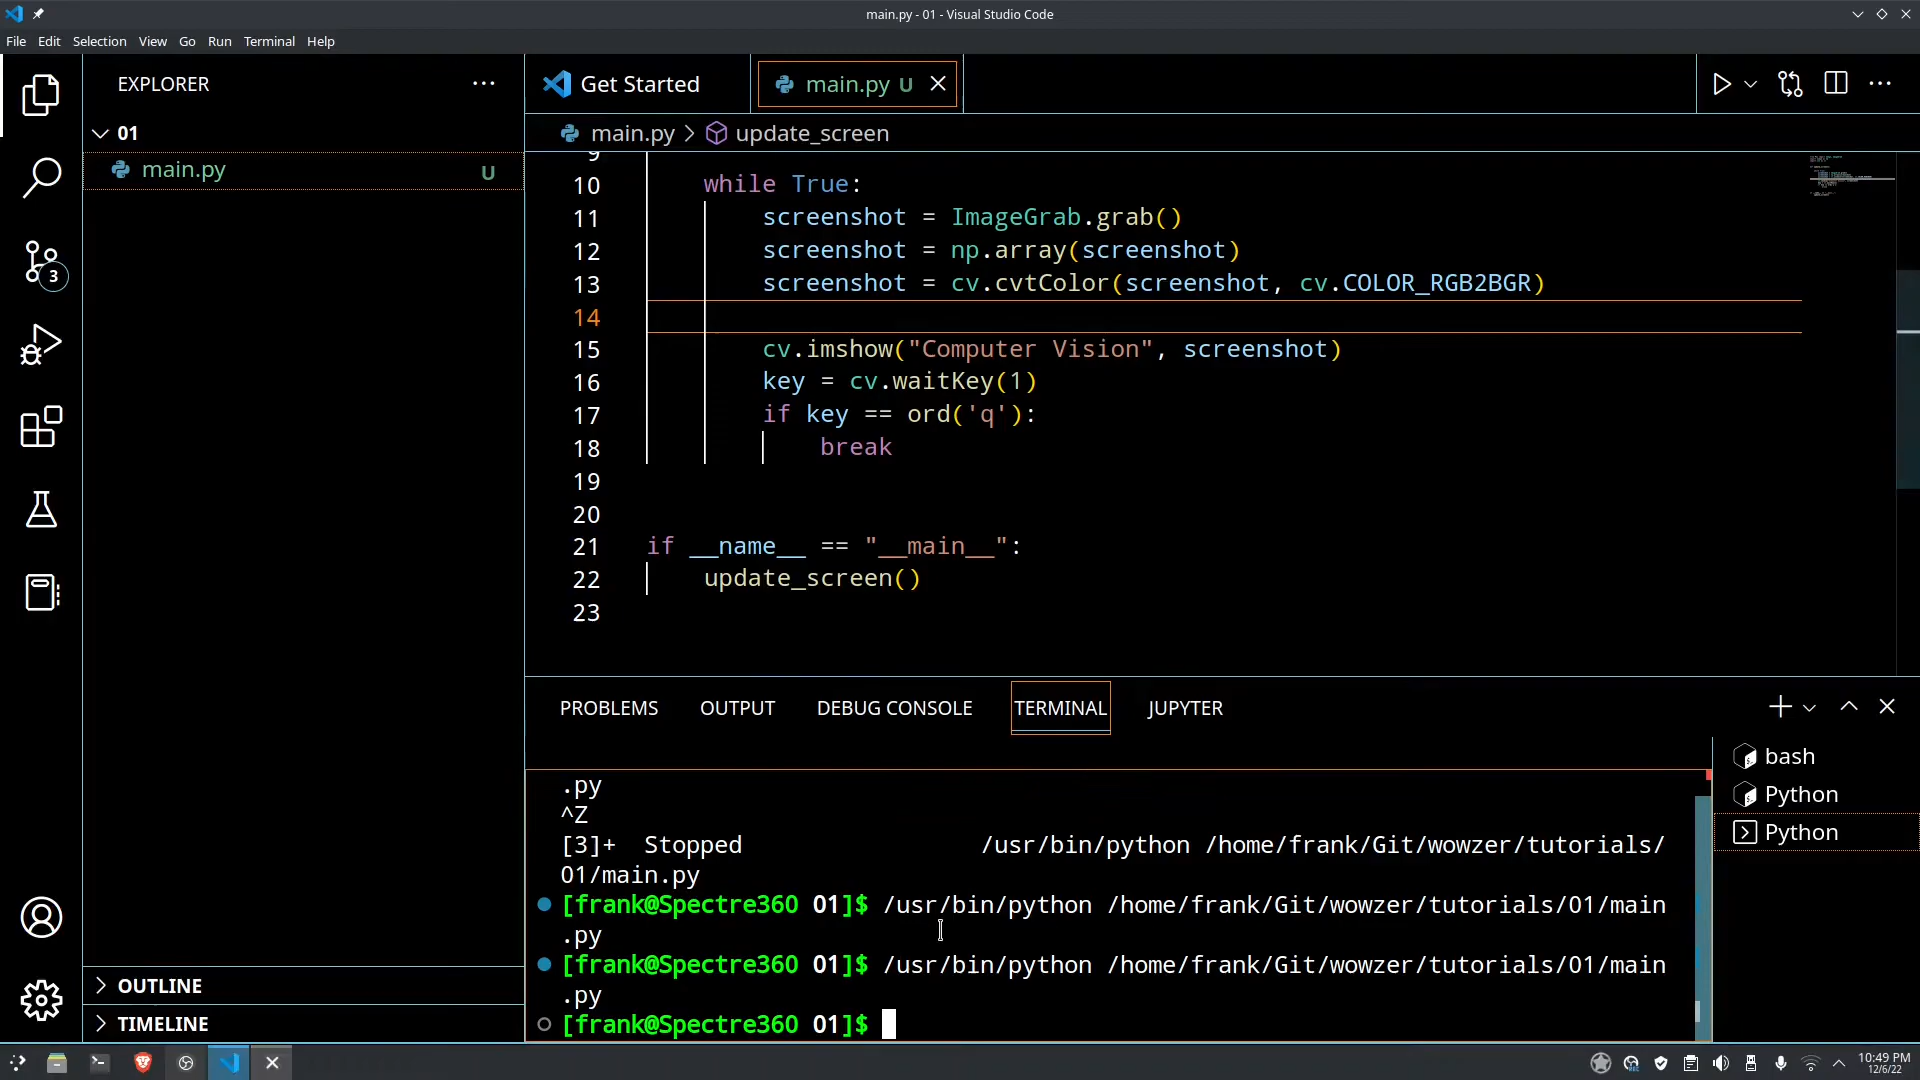 main.py - 01 - Visual Studio Code
File Edit Selection View Go Run Terminal Help
EXPLORER
01
main.py U
3
OUTLINE
TIMELINE
Get Started
main.py U
main.py > update_screen
9
10 while True:
11 screenshot = ImageGrab.grab()
12 screenshot = np.array(screenshot)
13 screenshot = cv.cvtColor(screenshot, cv.COLOR_RGB2BGR)
14
15 cv.imshow("Computer Vision", screenshot)
16 key = cv.waitKey(1)
17 if key == ord('q'):
18 break
19
20
21 if __name__ == "__main__":
22 update_screen()
23
PROBLEMS OUTPUT DEBUG CONSOLE TERMINAL JUPYTER
.py
^Z
[3]+ Stopped /usr/bin/python /home/frank/Git/wowzer/tutorials/
01/main.py
[frank@Spectre360 01]$ /usr/bin/python /home/frank/Git/wowzer/tutorials/01/main
.py
[frank@Spectre360 01]$ /usr/bin/python /home/frank/Git/wowzer/tutorials/01/main
.py
[frank@Spectre360 01]$
bash
Python
Python
10:49 PM
12/6/22